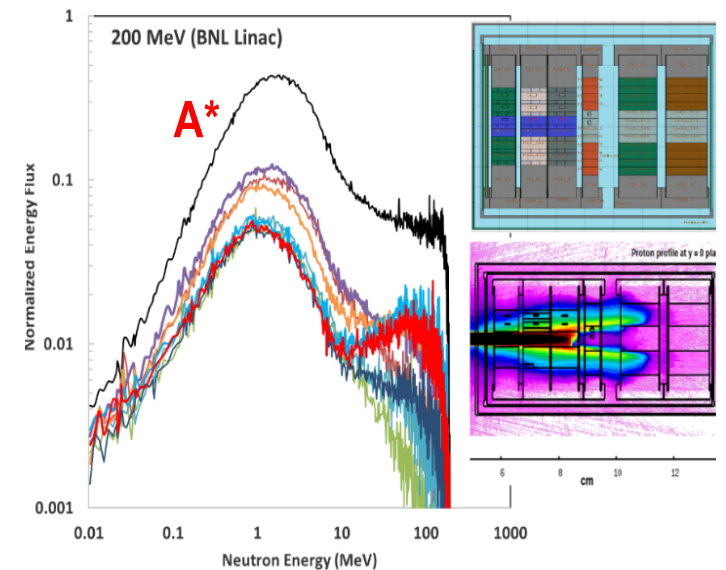 1
200 MeV (BNL Linac)
A*
0.1
0.01
0.001
Normalized Energy Flux
0.01
0.1
1
10
100
1000
Neutron Energy (MeV)
Proton profile at y = 0 pla
6
8
10
12
cm